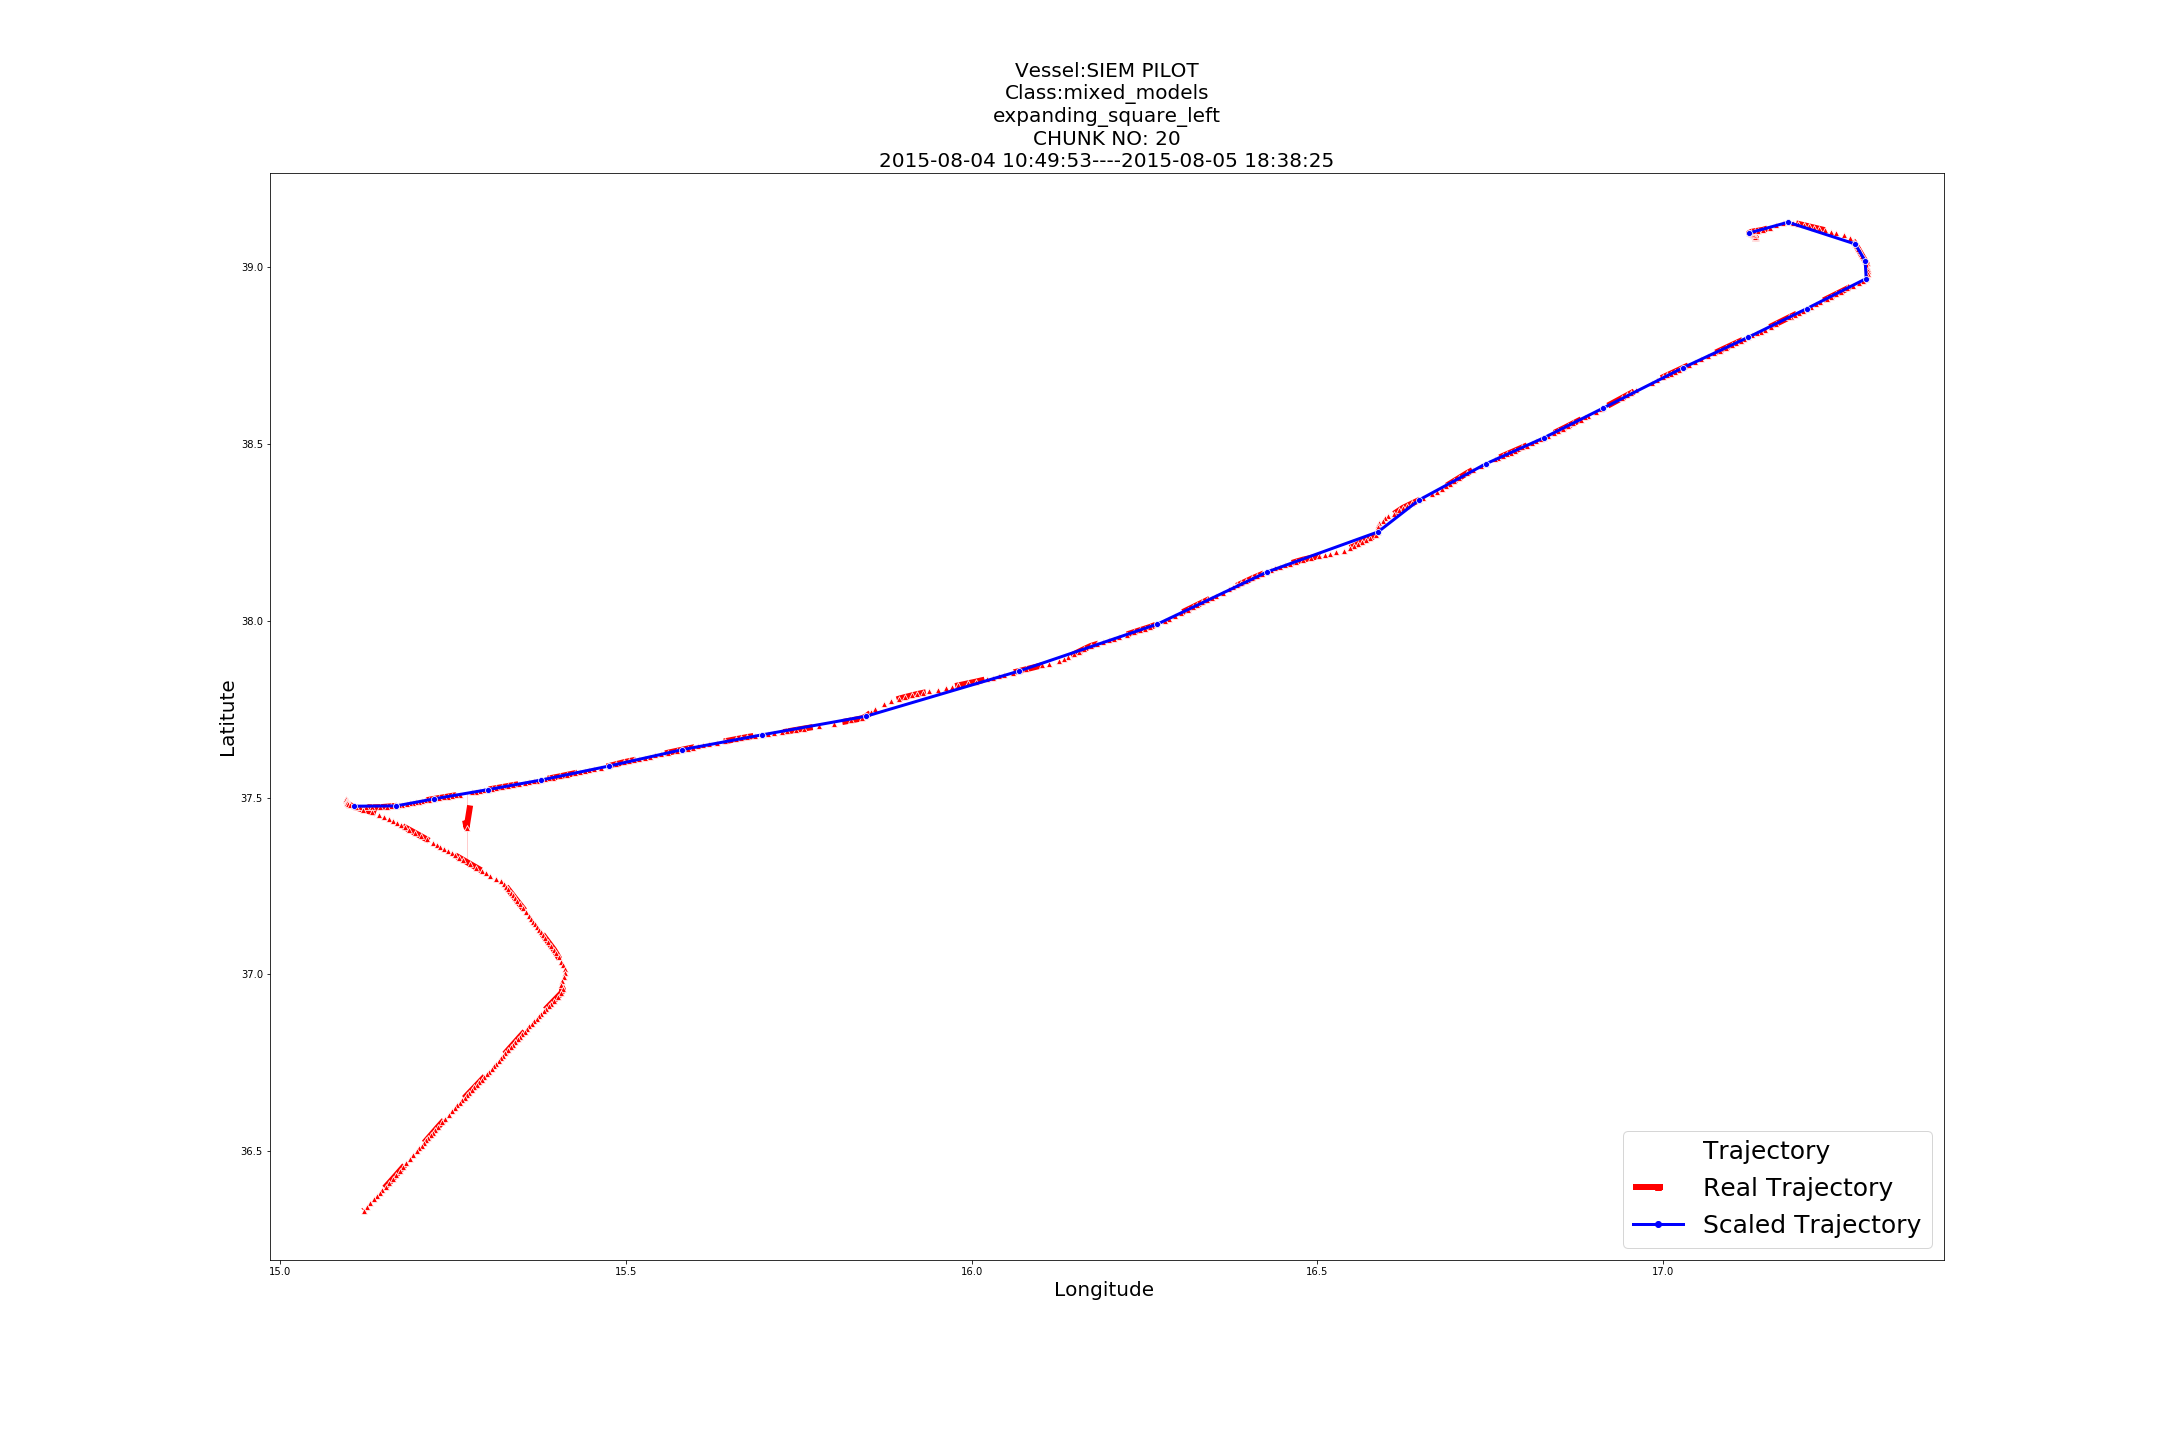 Vessel:SIEM PILOT
Class:mixed_models
expanding_square_left
CHUNK NO: 20
2015-08-04 10:49:53----2015-08-05 18:38:25
39.0
38.5
38.0
37.5
37.0
36.5
Latitute
15.0
15.5
16.0
16.5
17.0
Longitude
Trajectory
Real Trajectory
Scaled Trajectory